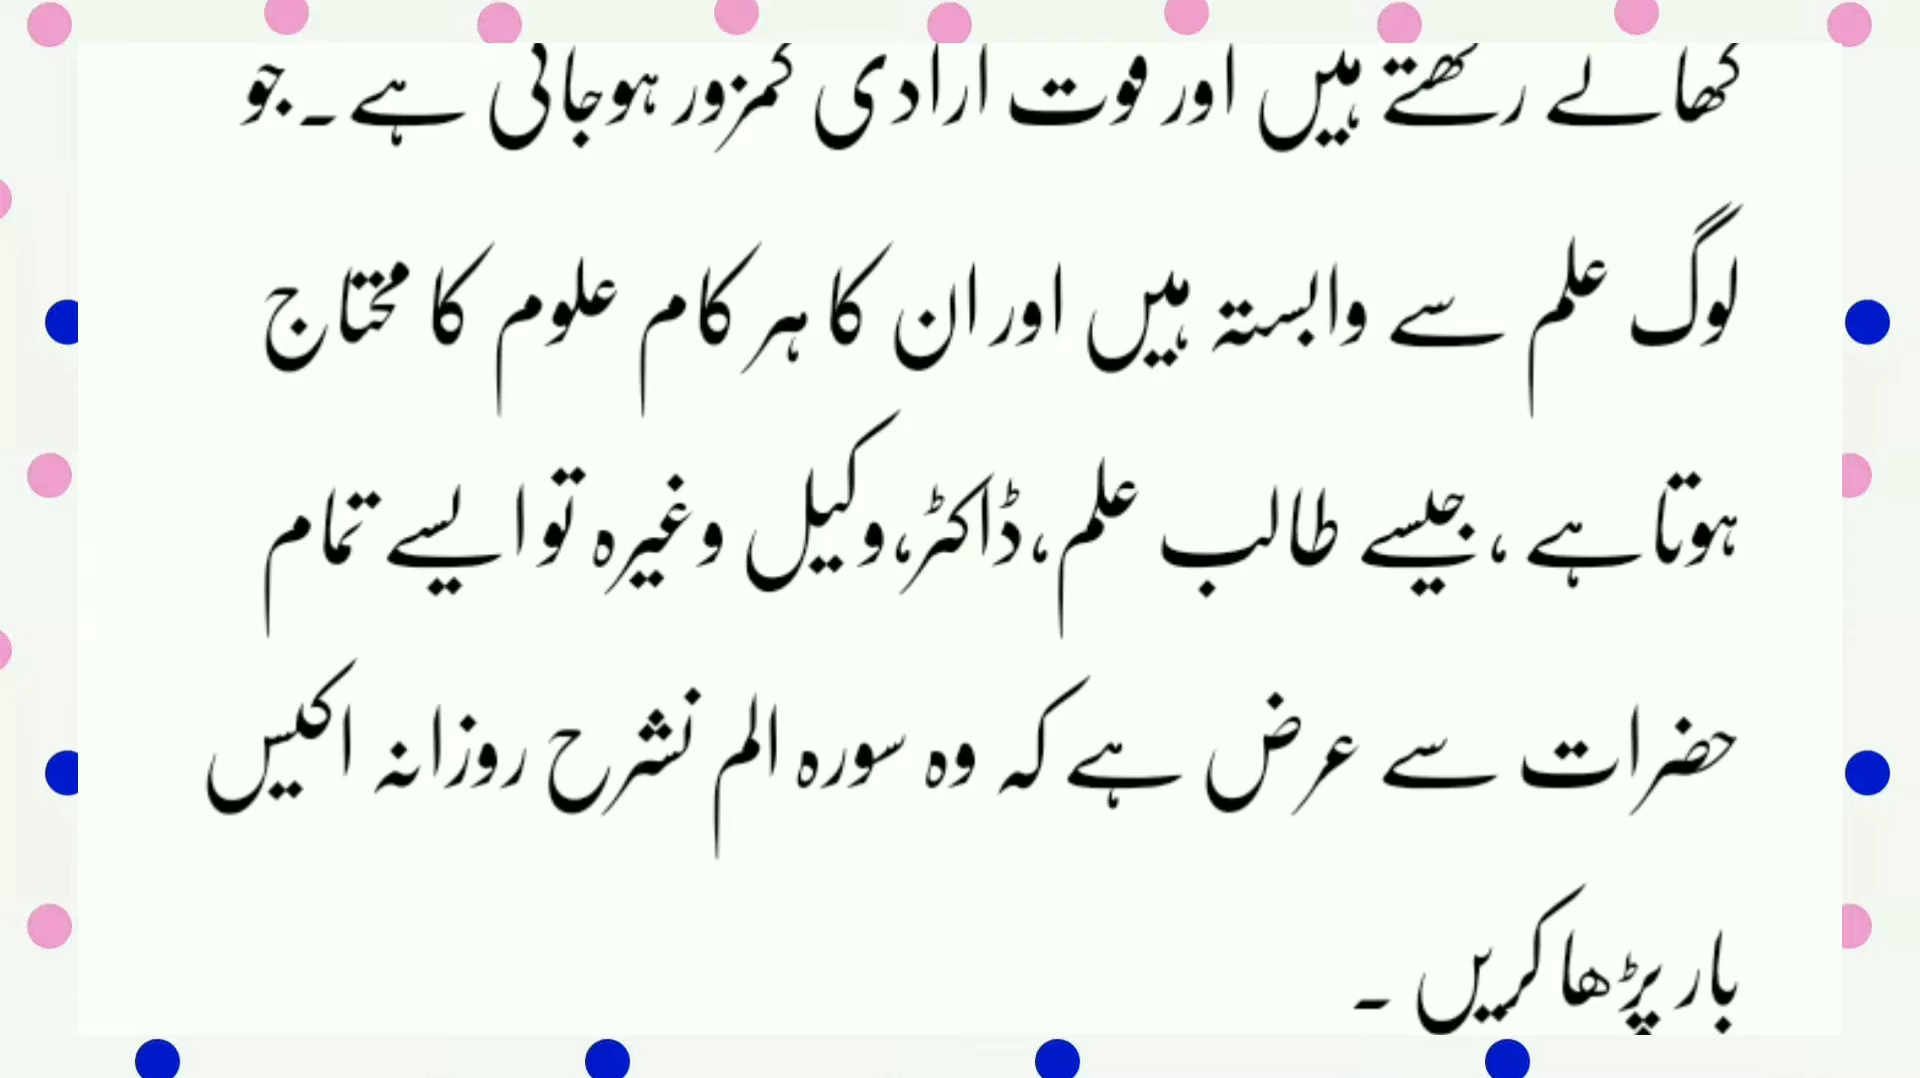 کھالے رکھتے ہیں اور قوت ارادی کمزور ہوجاتی ہے۔ جو
لوگ علم سے وابستہ ہیں اور ان کا ہر کام علوم کا محتاج
ہوتا ہے ، جیسے طالب علم، ڈاکٹر، وکیل وغیرہ تو ایسے تمام
حضرات سے عرض ہے کہ وہ سورہ الم نشرح روزانہ اکیس
بار پڑھا کریں ۔